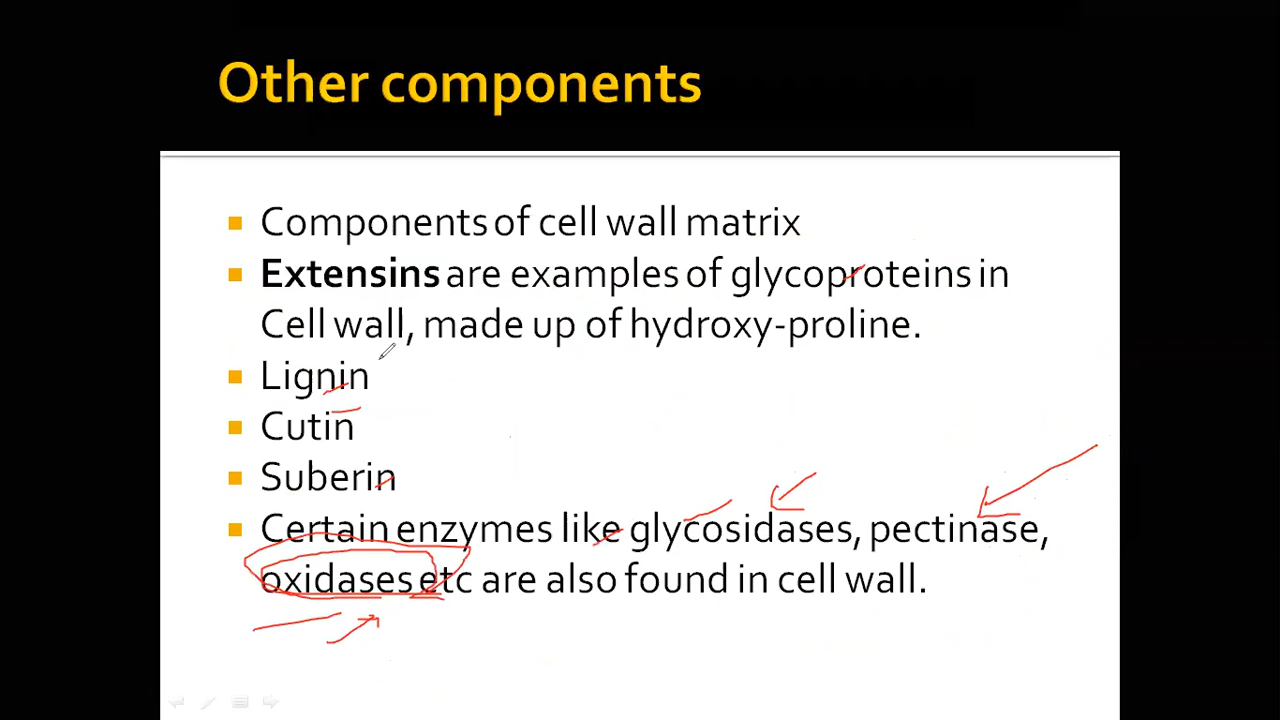 Other components
Components of cell wall matrix
Extensins are examples of glycoproteins in
Cell wall, made up of hydroxy-proline.
Lignin
Cutin
Suberin
Certain enzymes like glycosidases, pectinase,
oxidases etc are also found in cell wall.